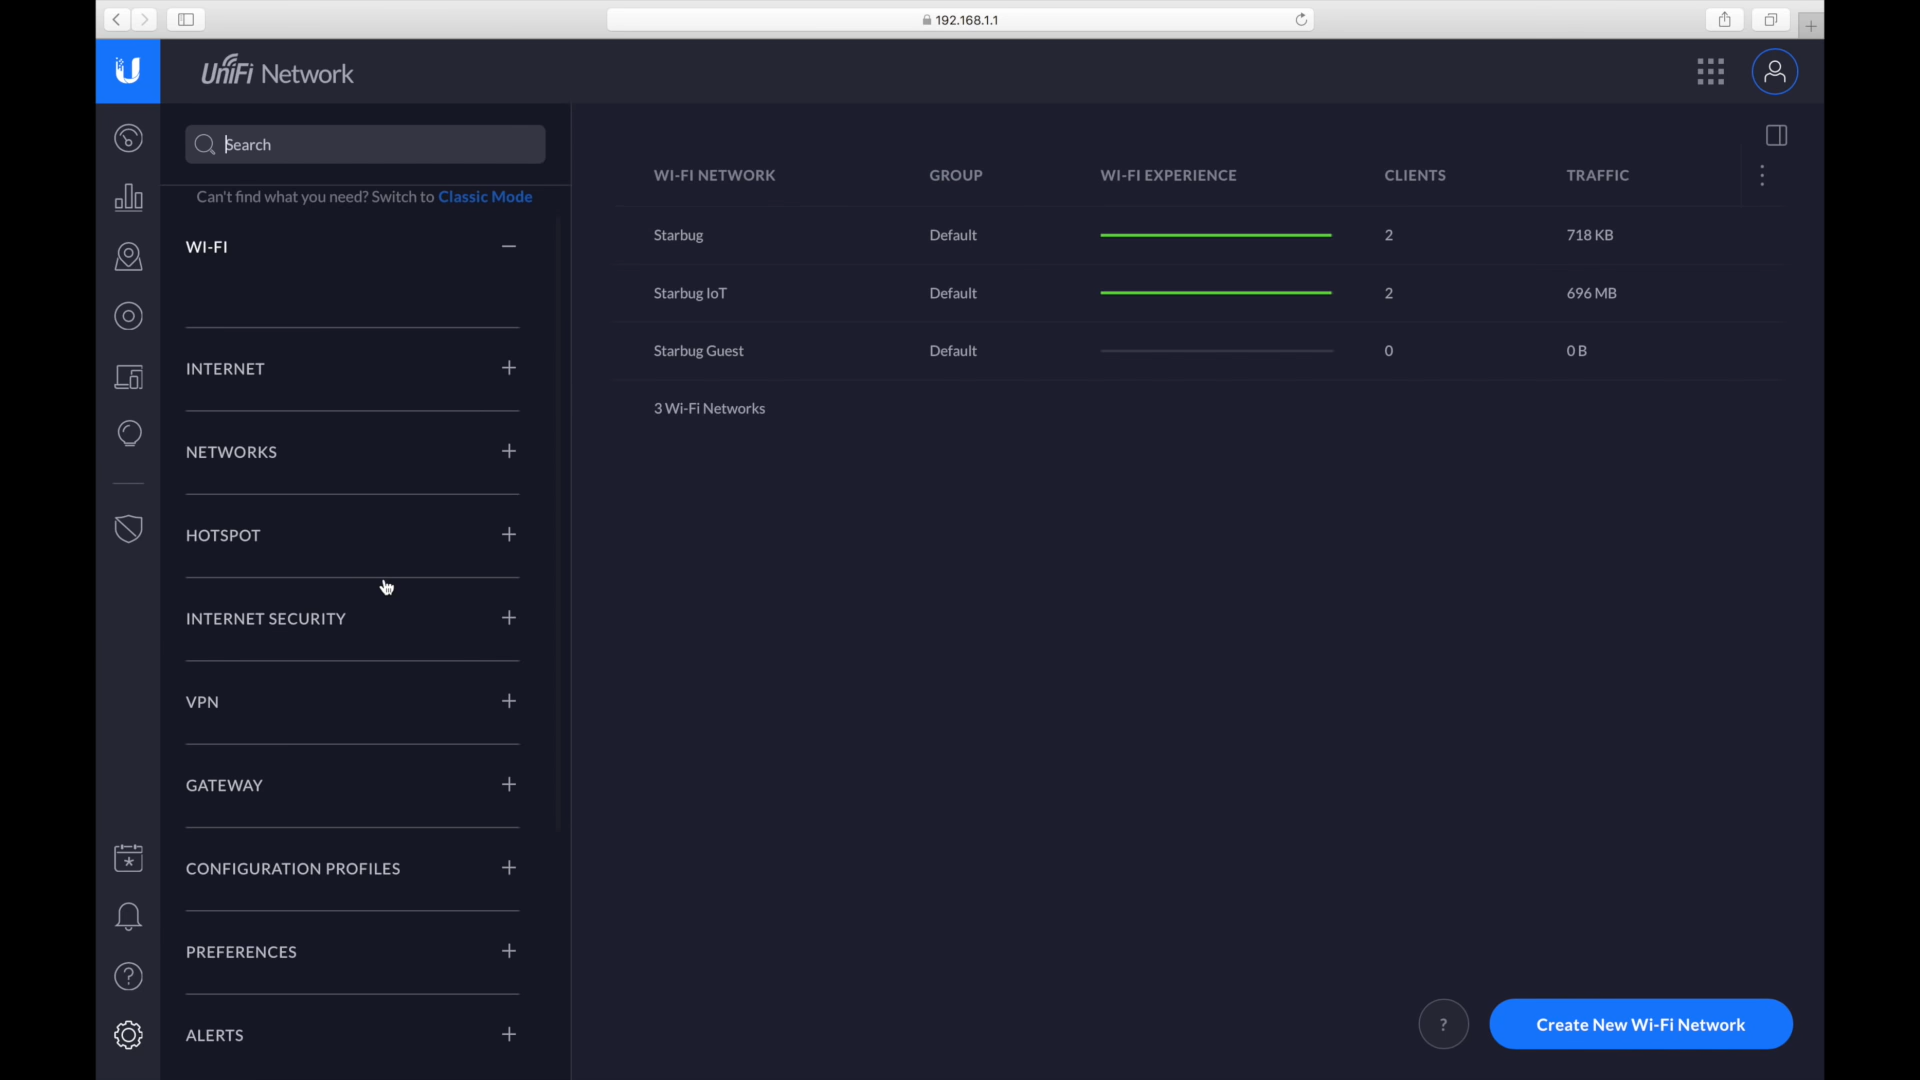 192.168.1.1
UniFi Network
Search
Can't find what you need? Switch to Classic Mode
WI-FI
INTERNET
NETWORKS
HOTSPOT
INTERNET SECURITY
VPN
GATEWAY
CONFIGURATION PROFILES
PREFERENCES
ALERTS
WI-FI NETWORK GROUP WI-FI EXPERIENCE CLIENTS TRAFFIC
Starbug Default 2 718 KB
Starbug IoT Default 2 696 MB
Starbug Guest Default 0 0 B
3 Wi-Fi Networks
? Create New Wi-Fi Network